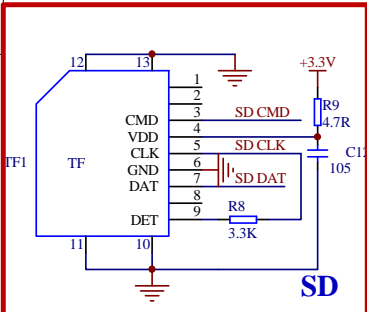 12
13
+3.3V
1
2
R9
CMD
3
SD CMD
4.7R
VDD
4
TF1
TF
CLK
5
SD CLK
GND
6
105
DAT
7
SD DAT
8
R8
DET
9
3.3K
11
10
SD